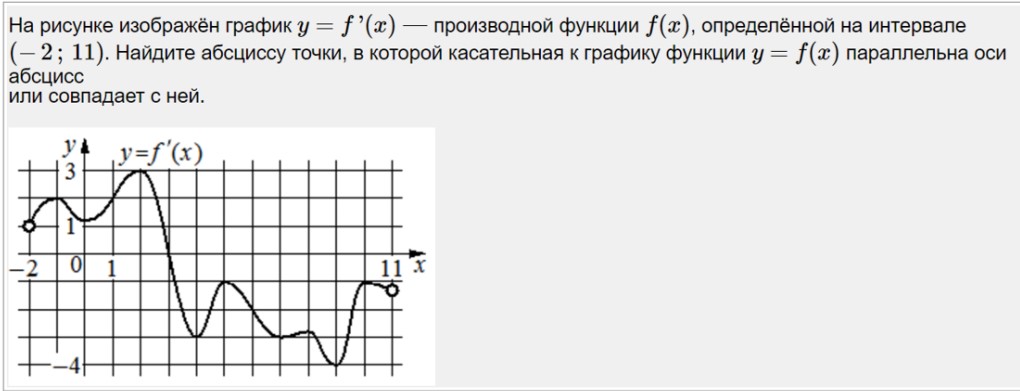 На рисунке изображён график y = f ’(x) — производной функции f(x), определённой на интервале
(− 2 ; 11). Найдите абсциссу точки, в которой касательная к графику функции y = f(x) параллельна оси
абсцисс
или совпадает с ней.
y y=f′(x)
3
1
−2 0 1 11 x
−4